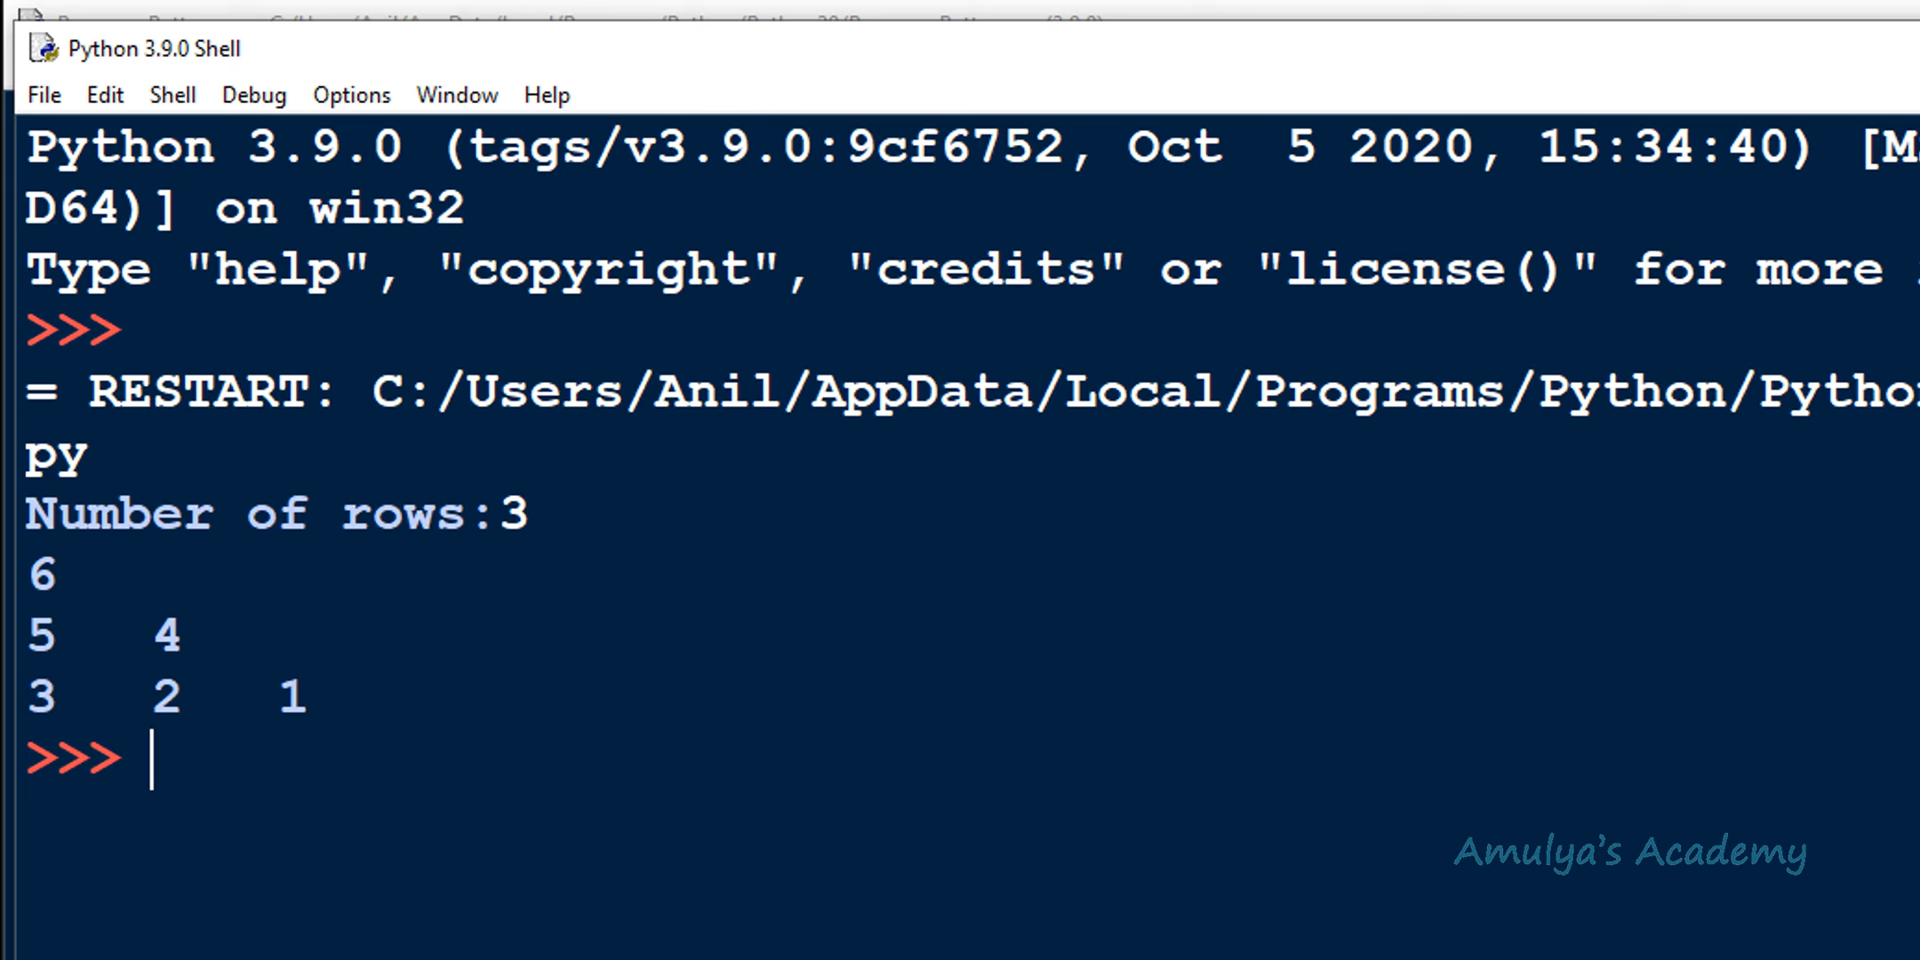 Python 3.9.0 Shell
File Edit Shell Debug Options Window Help
Python 3.9.0 (tags/v3.9.0:9cf6752, Oct  5 2020, 15:34:40)
D64)] on win32
Type "help", "copyright", "credits" or "license()" for more
>>>
= RESTART: C:/Users/Anil/AppData/Local/Programs/Python/
py
Number of rows:3
6
5   4
3   2   1
>>>
Amulya's Academy